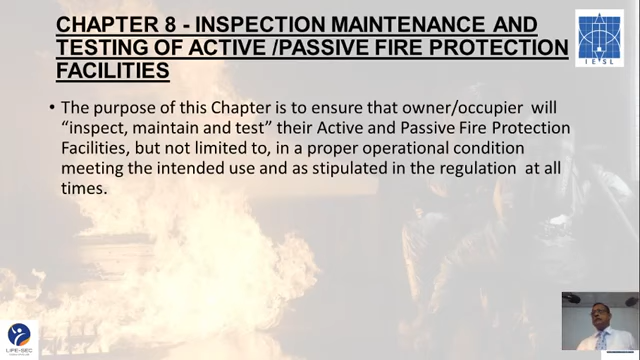 CHAPTER 8 - INSPECTION MAINTENANCE AND
TESTING OF ACTIVE /PASSIVE FIRE PROTECTION
FACILITIES
• The purpose of this Chapter is to ensure that owner/occupier will
“inspect, maintain and test” their Active and Passive Fire Protection
Facilities, but not limited to, in a proper operational condition
meeting the intended use and as stipulated in the regulation at all
times.
I E S L
LIFE-SEC